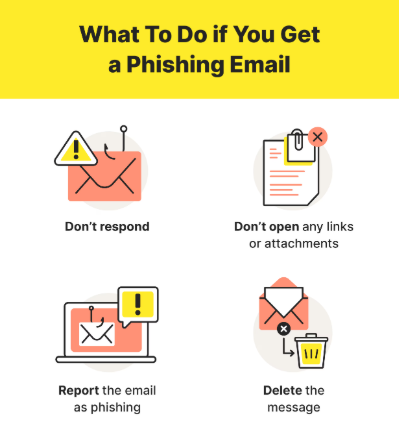 What To Do if You Get
a Phishing Email
Don’t respond
Don’t open any links
or attachments
Report the email
as phishing
Delete the
message